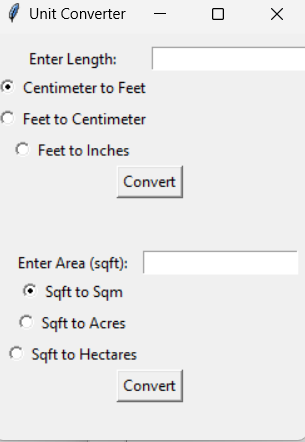 Unit Converter
Enter Length:
Centimeter to Feet
Feet to Centimeter
Feet to Inches
Convert
Enter Area (sqft):
Sqft to Sqm
Sqft to Acres
Sqft to Hectares
Convert